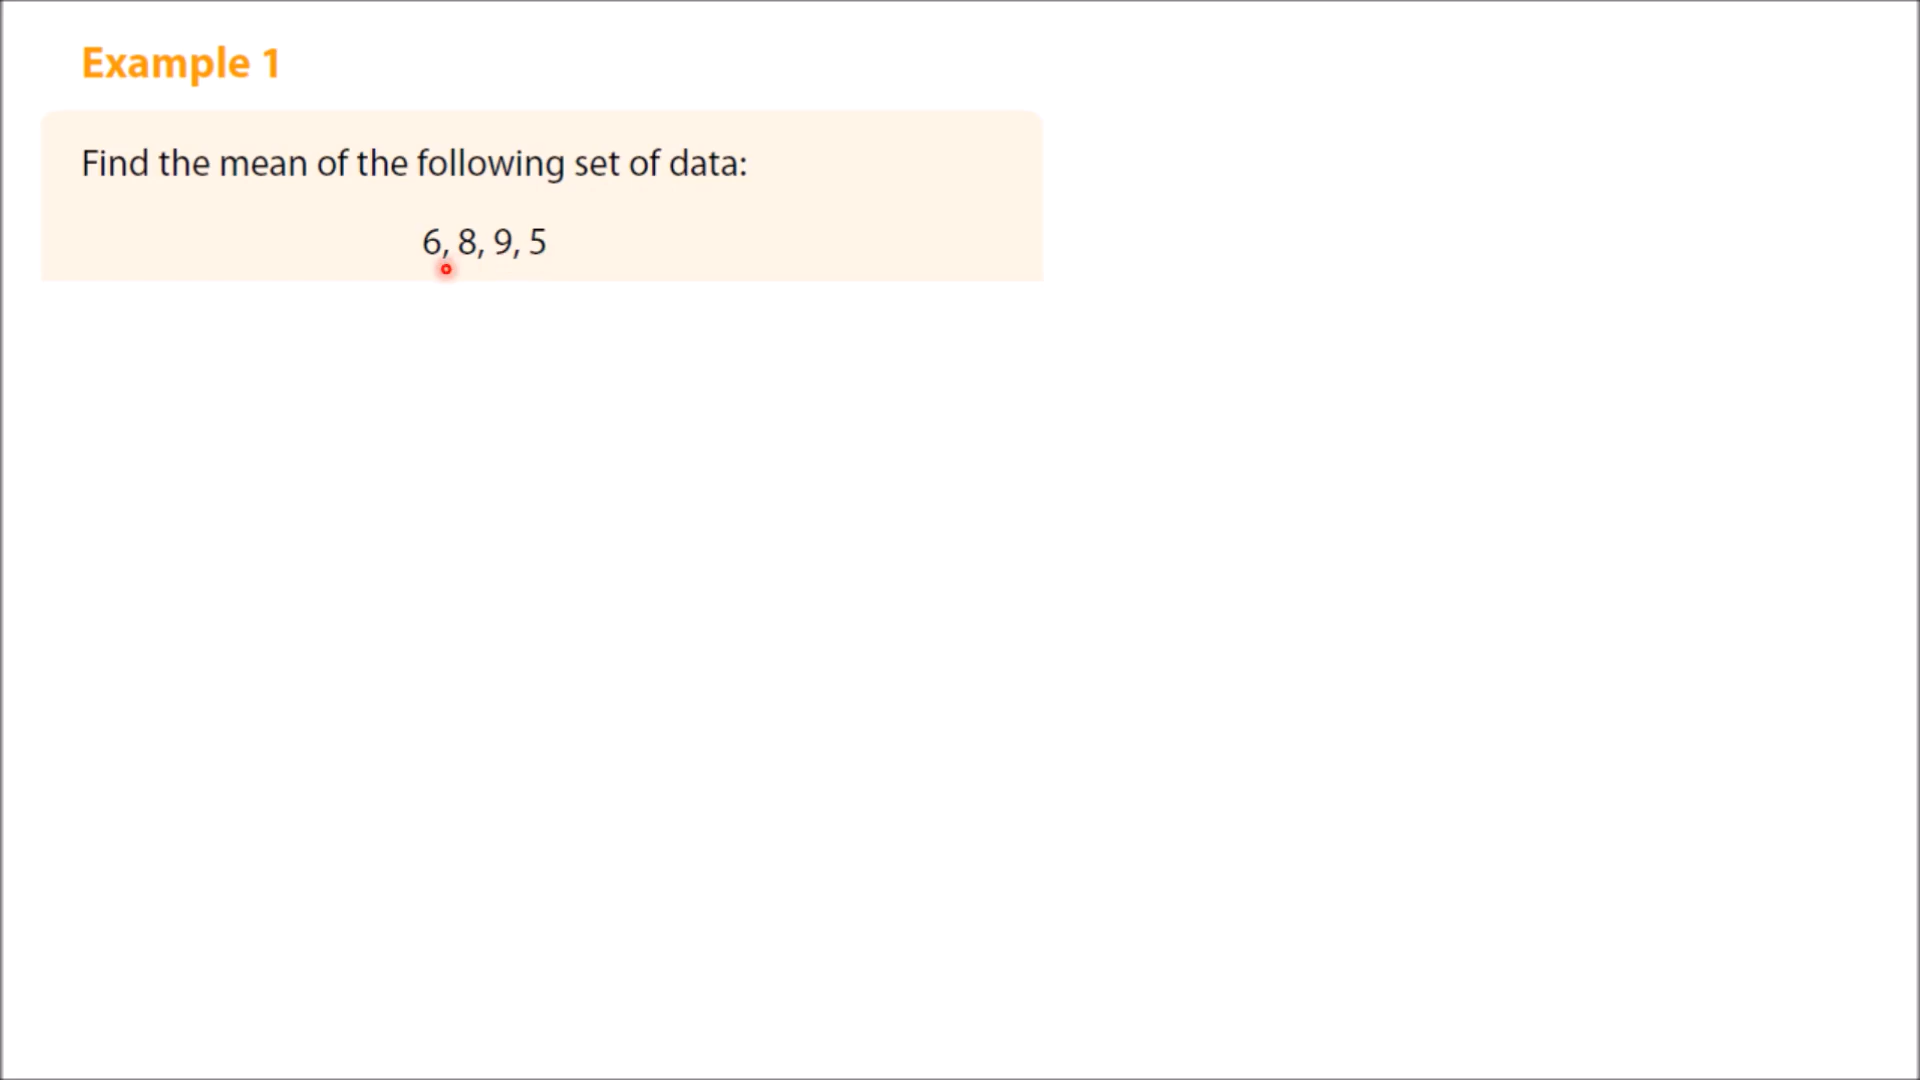 Example 1
Find the mean of the following set of data:
6, 8, 9, 5